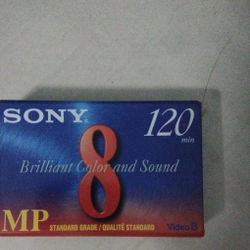 SONY 120
min
8
Brilliant Color and Sound
MP STANDARD GRADE / QUALITÉ STANDARD
Video 8